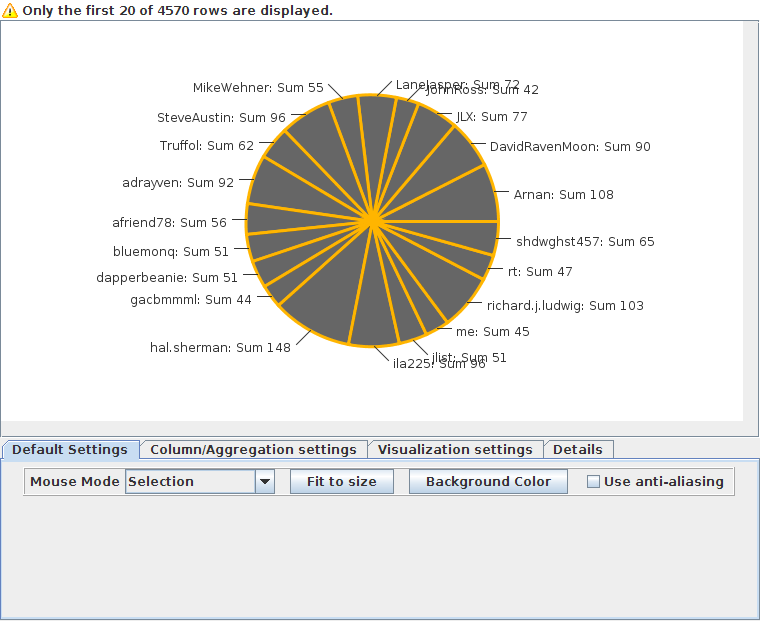 Only the first 20 of 4570 rows are displayed.
MikeWehner: Sum 55
LaneJasper: Sum 72
JohnRoss: Sum 42
SteveAustin: Sum 96
JLX: Sum 77
Truffol: Sum 62
DavidRavenMoon: Sum 90
adrayven: Sum 92
Arnan: Sum 108
afriend78: Sum 56
shdwghst457: Sum 65
bluemonq: Sum 51
rt: Sum 47
dapperbeanie: Sum 51
gacbmmml: Sum 44
richard.j.ludwig: Sum 103
me: Sum 45
hal.sherman: Sum 148
jlist: Sum 51
ila225: Sum 96
Default Settings Column/Aggregation settings Visualization settings Details
Mouse Mode Selection Fit to size Background Color Use anti-aliasing